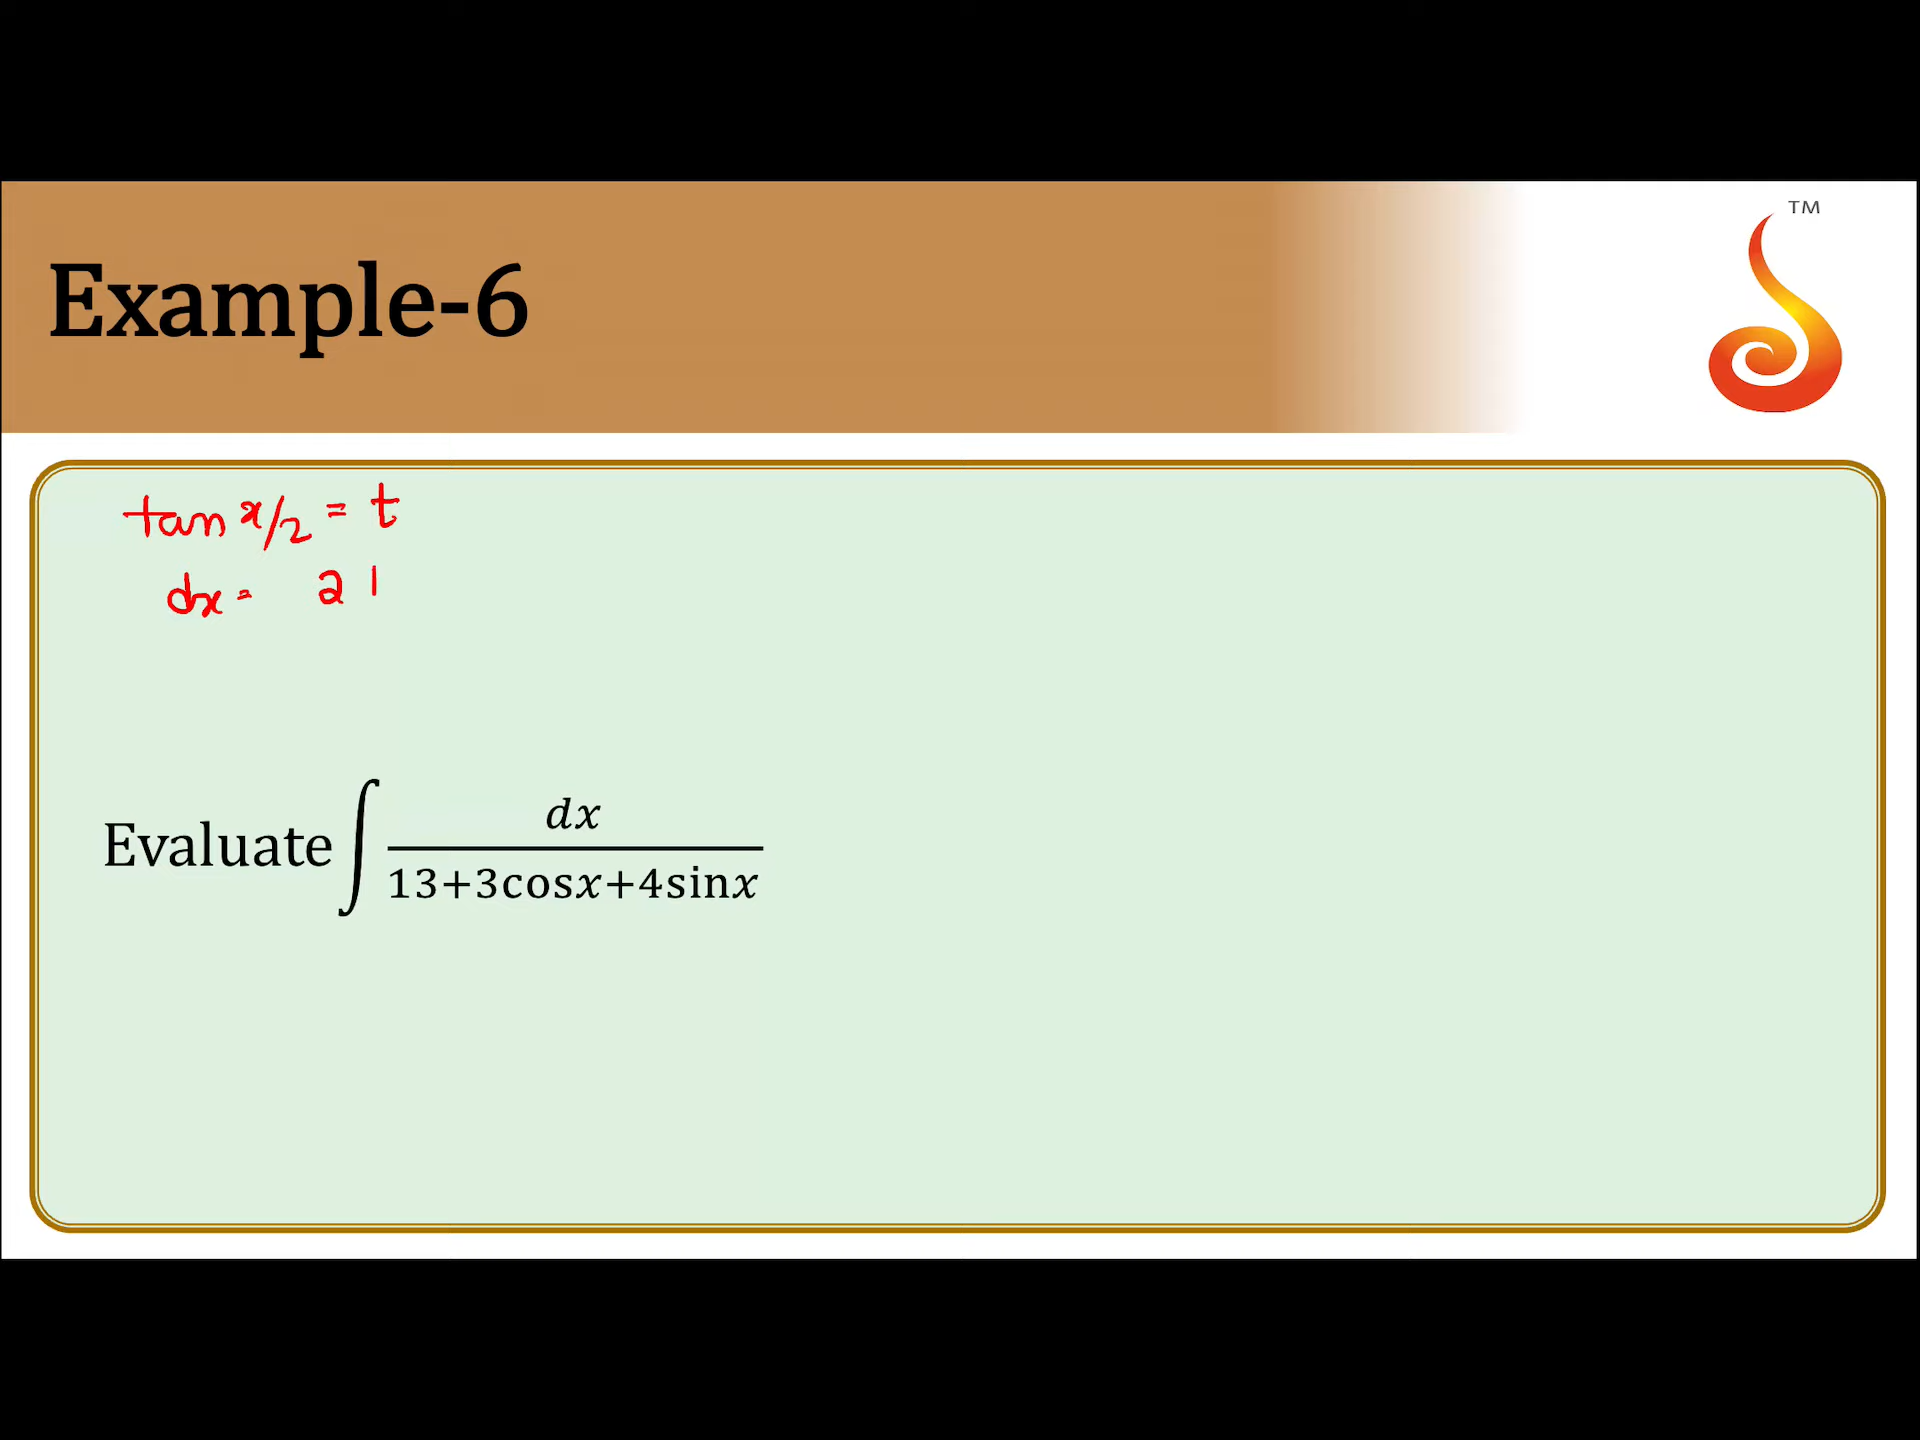 Example-6
TM
tan x/2 = t
dx = 2
Evaluate ∫ dx / 13+3cosx+4sinx